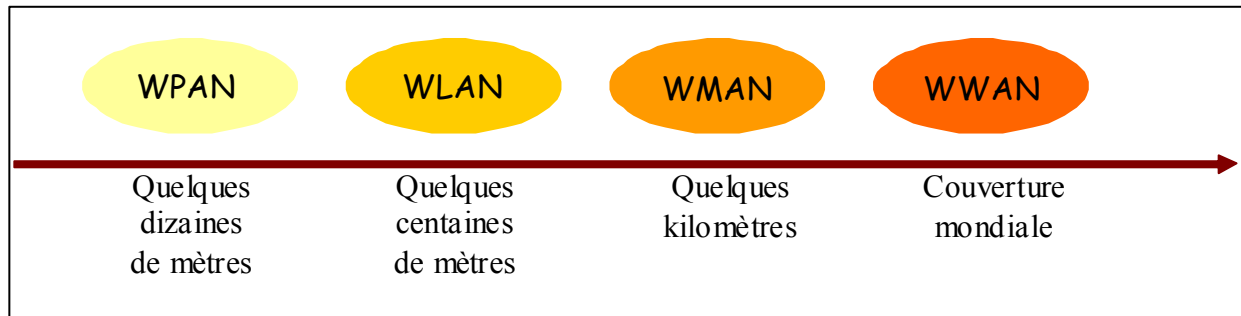 WPAN WLAN WMAN WWAN
Quelques
dizaines
de mètres
Quelques
centaines
de mètres
Quelques
kilomètres
Couverture
mondiale